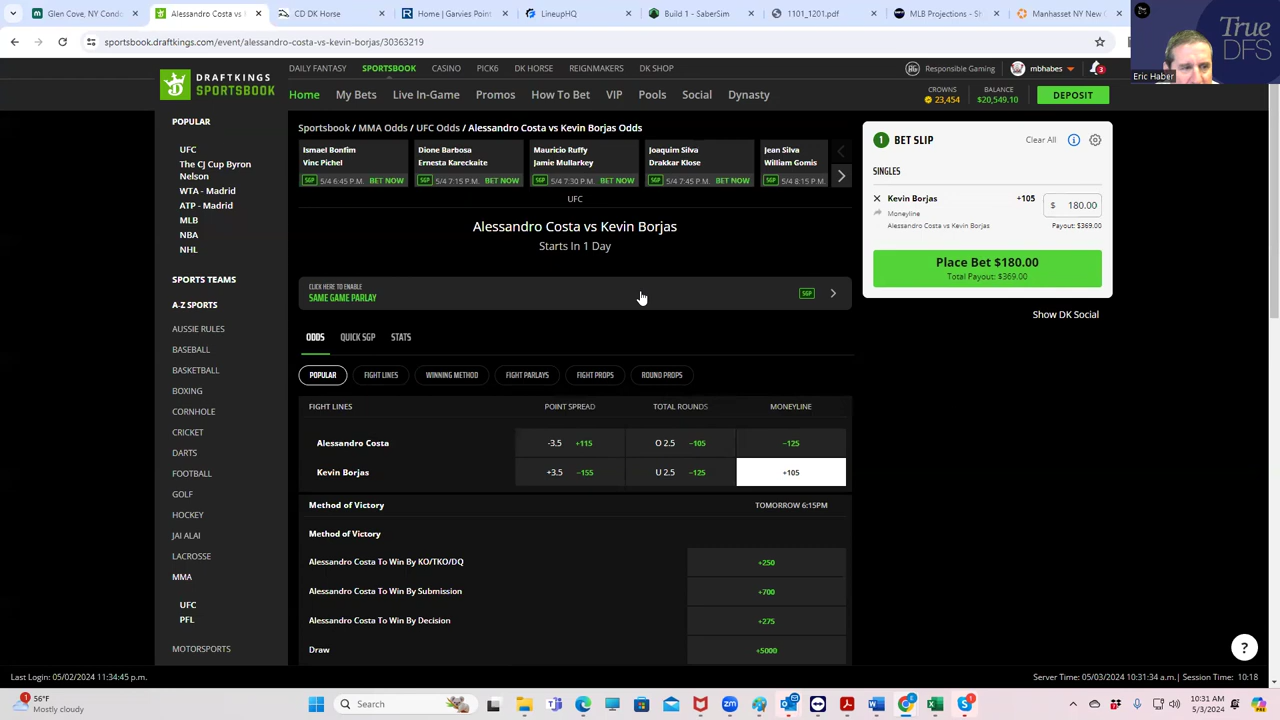 Glen Cove, NY Condo
Alessandro Costa vs Kevin Bor
CD DK Horse
Home | Garvies Point
LineupHQ
Build 1 - SaberSim
1101_1201.pdf
MLB Projections - S
Manhasset NY New
sportsbook.draftkings.com/event/alessandro-costa-vs-kevin-borjas/30363219
True
DFS
Eric Haber
DRAFTKINGS
SPORTSBOOK
DAILY FANTASY SPORTSBOOK CASINO PICK6 DK HORSE REIGNMAKERS DK SHOP
Responsible Gaming mbhabes 3
Home My Bets Live In-Game Promos How To Bet VIP Pools Social Dynasty
CROWNS
23,454
BALANCE
$20,549.10
DEPOSIT
POPULAR
UFC
The CJ Cup Byron
Nelson
WTA - Madrid
ATP - Madrid
MLB
NBA
NHL
SPORTS TEAMS
A-Z SPORTS
AUSSIE RULES
BASEBALL
BASKETBALL
BOXING
CORNHOLE
CRICKET
DARTS
FOOTBALL
GOLF
HOCKEY
JAI ALAI
LACROSSE
MMA
UFC
PFL
MOTORSPORTS
Sportsbook / MMA Odds / UFC Odds / Alessandro Costa vs Kevin Borjas Odds
Ismael Bonfim
Vinc Pichel
SGP 5/4 6:45 P.M. BET NOW
Dione Barbosa
Ernesta Kareckaite
SGP 5/4 7:15 P.M. BET NOW
Mauricio Ruffy
Jamie Mullarkey
SGP 5/4 7:30 P.M. BET NOW
Joaquim Silva
Drakkar Klose
SGP 5/4 7:45 P.M. BET NOW
Jean Silva
William Gomis
SGP 5/4 8:15 P.M.
UFC
Alessandro Costa vs Kevin Borjas
Starts In 1 Day
CLICK HERE TO ENABLE
SAME GAME PARLAY SGP
ODDS QUICK SGP STATS
POPULAR FIGHT LINES WINNING METHOD FIGHT PARLAYS FIGHT PROPS ROUND PROPS
FIGHT LINES POINT SPREAD TOTAL ROUNDS MONEYLINE
Alessandro Costa -3.5 +115 O 2.5 −105 −125
Kevin Borjas +3.5 −155 U 2.5 −125 +105
Method of Victory TOMORROW 6:15PM
Method of Victory
Alessandro Costa To Win By KO/TKO/DQ +250
Alessandro Costa To Win By Submission +700
Alessandro Costa To Win By Decision +275
Draw +5000
1 BET SLIP Clear All
SINGLES
Kevin Borjas +105 $ 180.00
Moneyline
Alessandro Costa vs Kevin Borjas Payout: $369.00
Place Bet $180.00
Total Payout: $369.00
Show DK Social
?
Last Login: 05/02/2024 11:34:45 p.m.
Server Time: 05/03/2024 10:31:34 a.m.| Session Time: 10:18
56°F
Mostly cloudy
Search
10:31 AM
5/3/2024